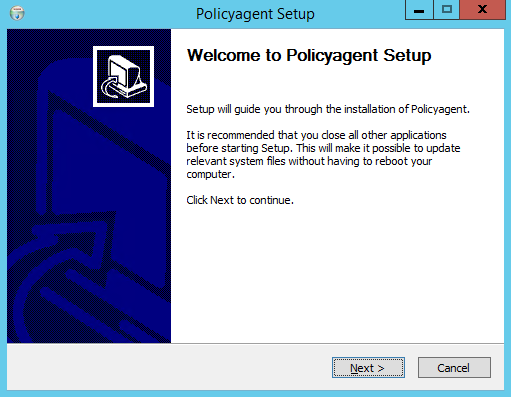 Policyagent Setup
Welcome to Policyagent Setup
Setup will guide you through the installation of Policyagent.
It is recommended that you close all other applications
before starting Setup. This will make it possible to update
relevant system files without having to reboot your
computer.
Click Next to continue.
Next >
Cancel